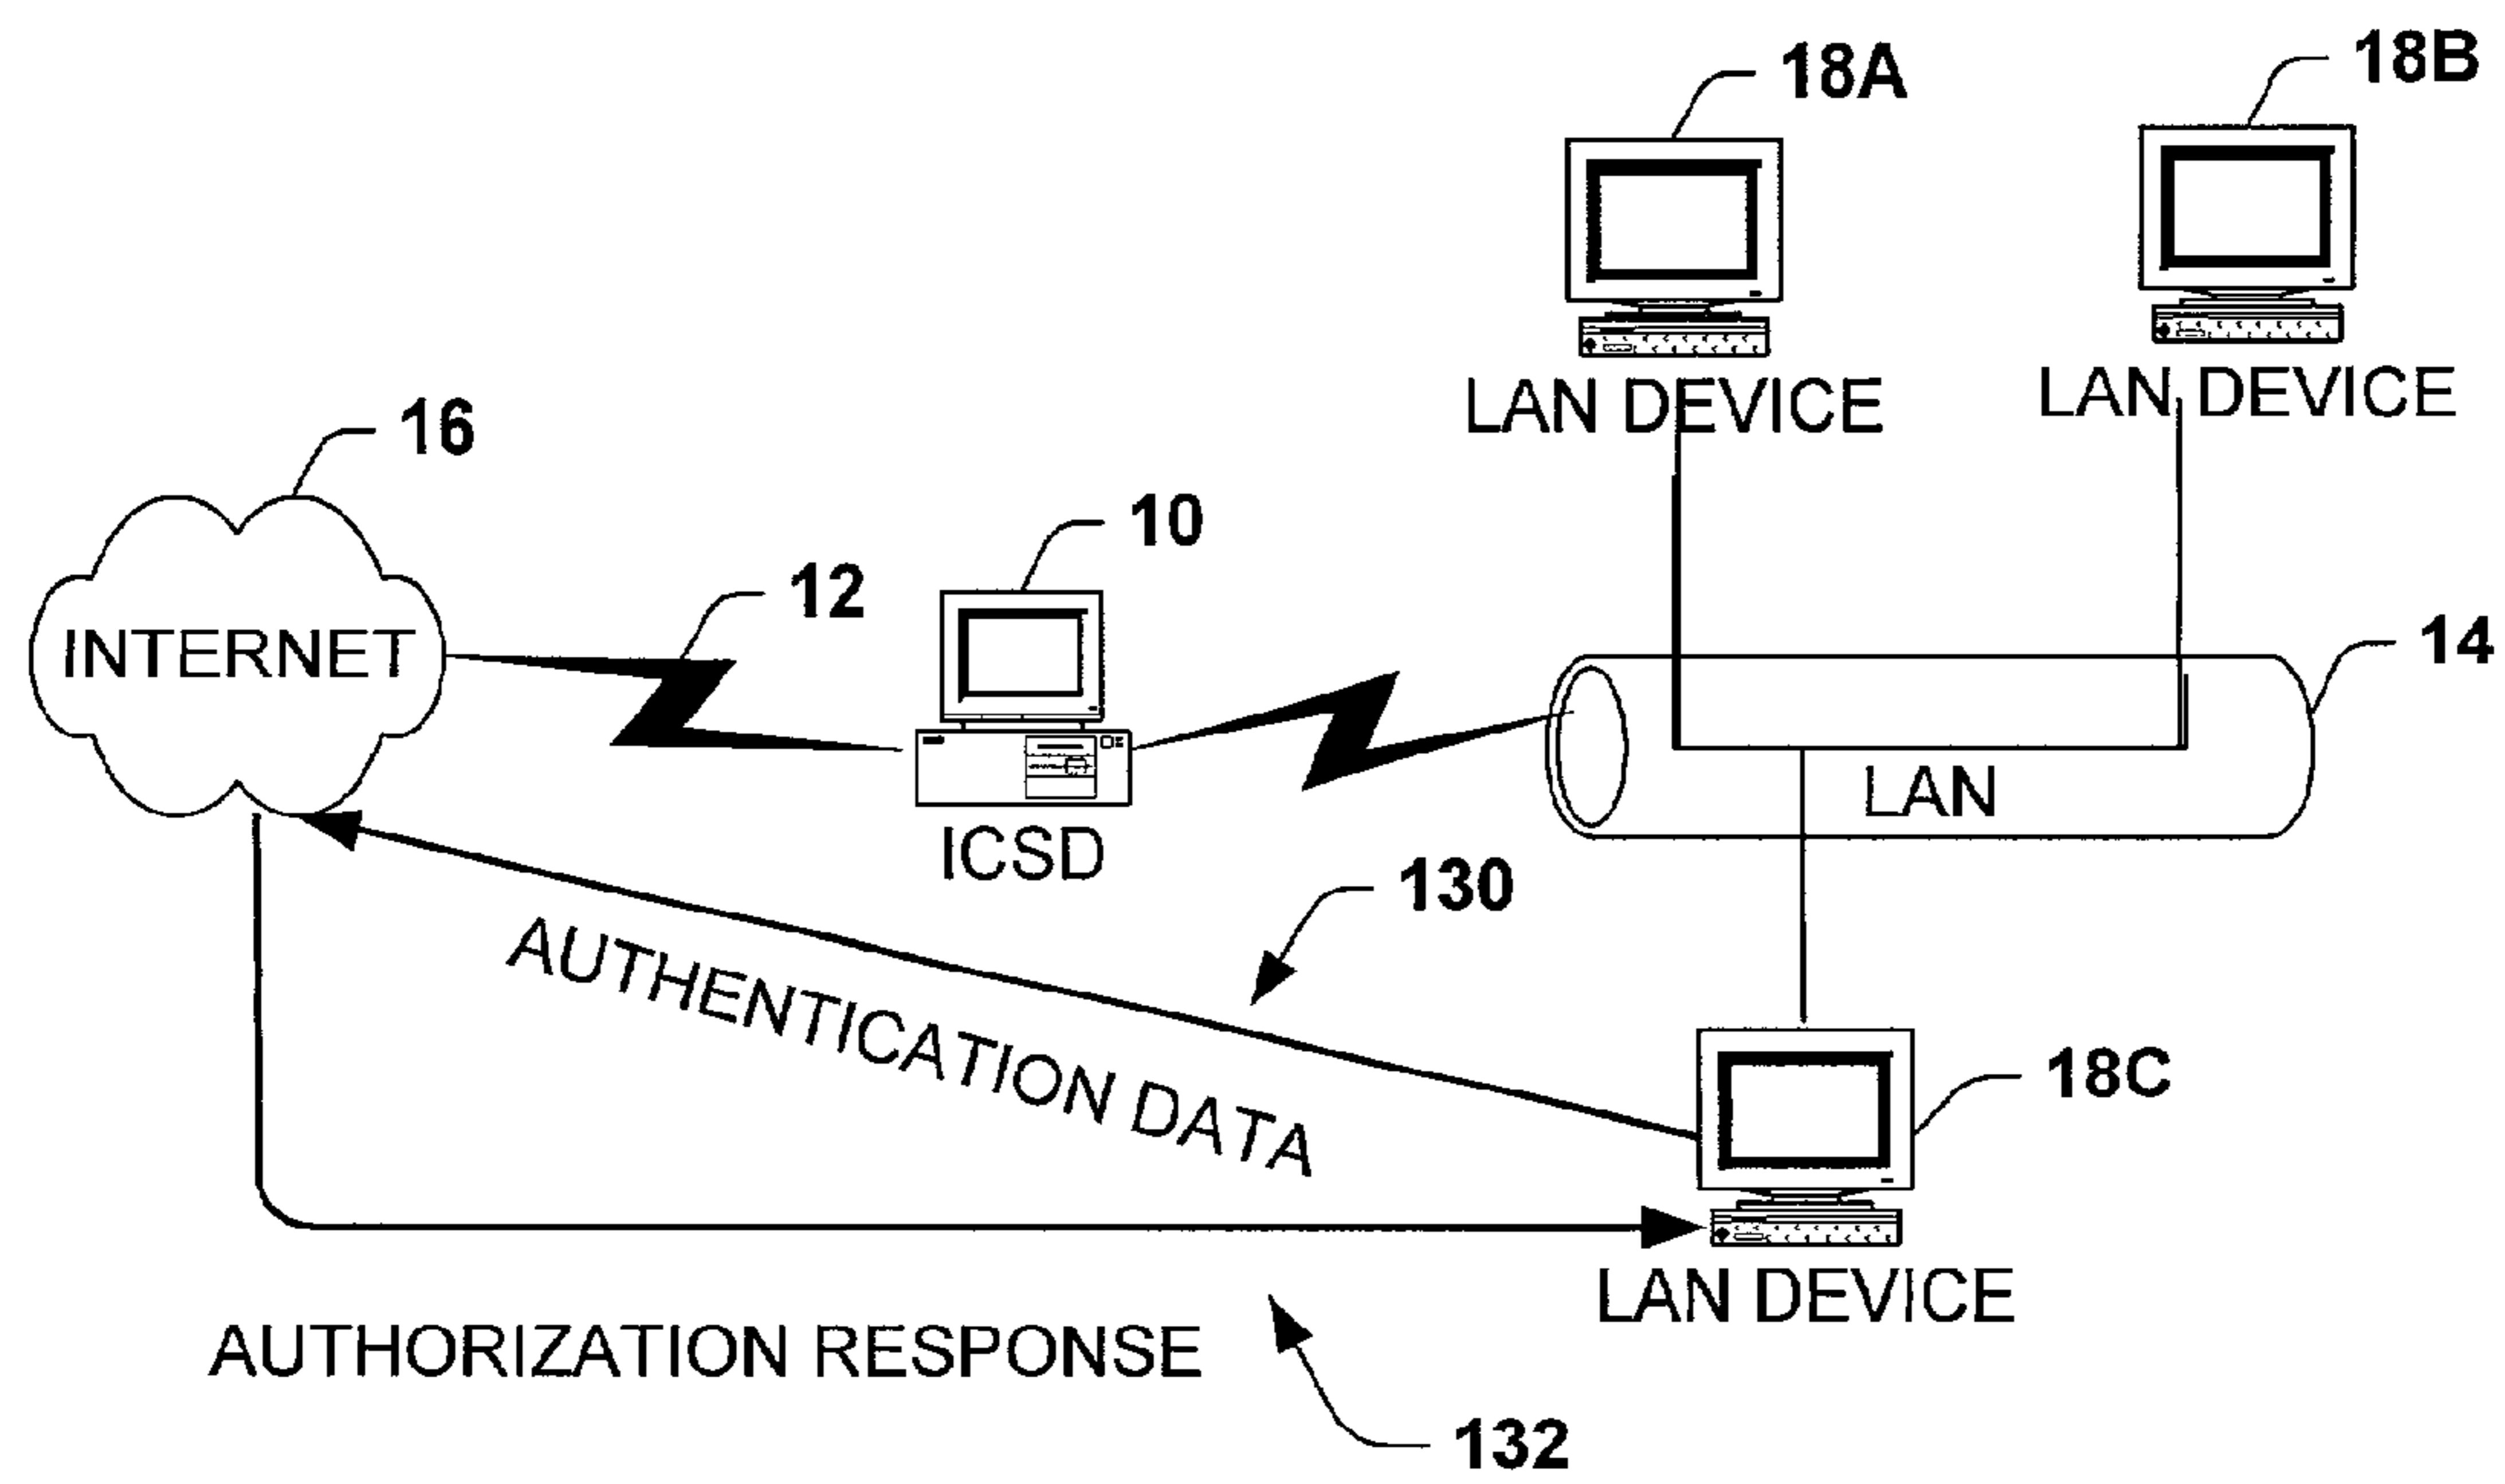 18A
18B
LAN DEVICE
LAN DEVICE
16
10
12
INTERNET
14
LAN
ICSD
130
AUTHENTICATION DATA
18C
LAN DEVICE
AUTHORIZATION RESPONSE
132